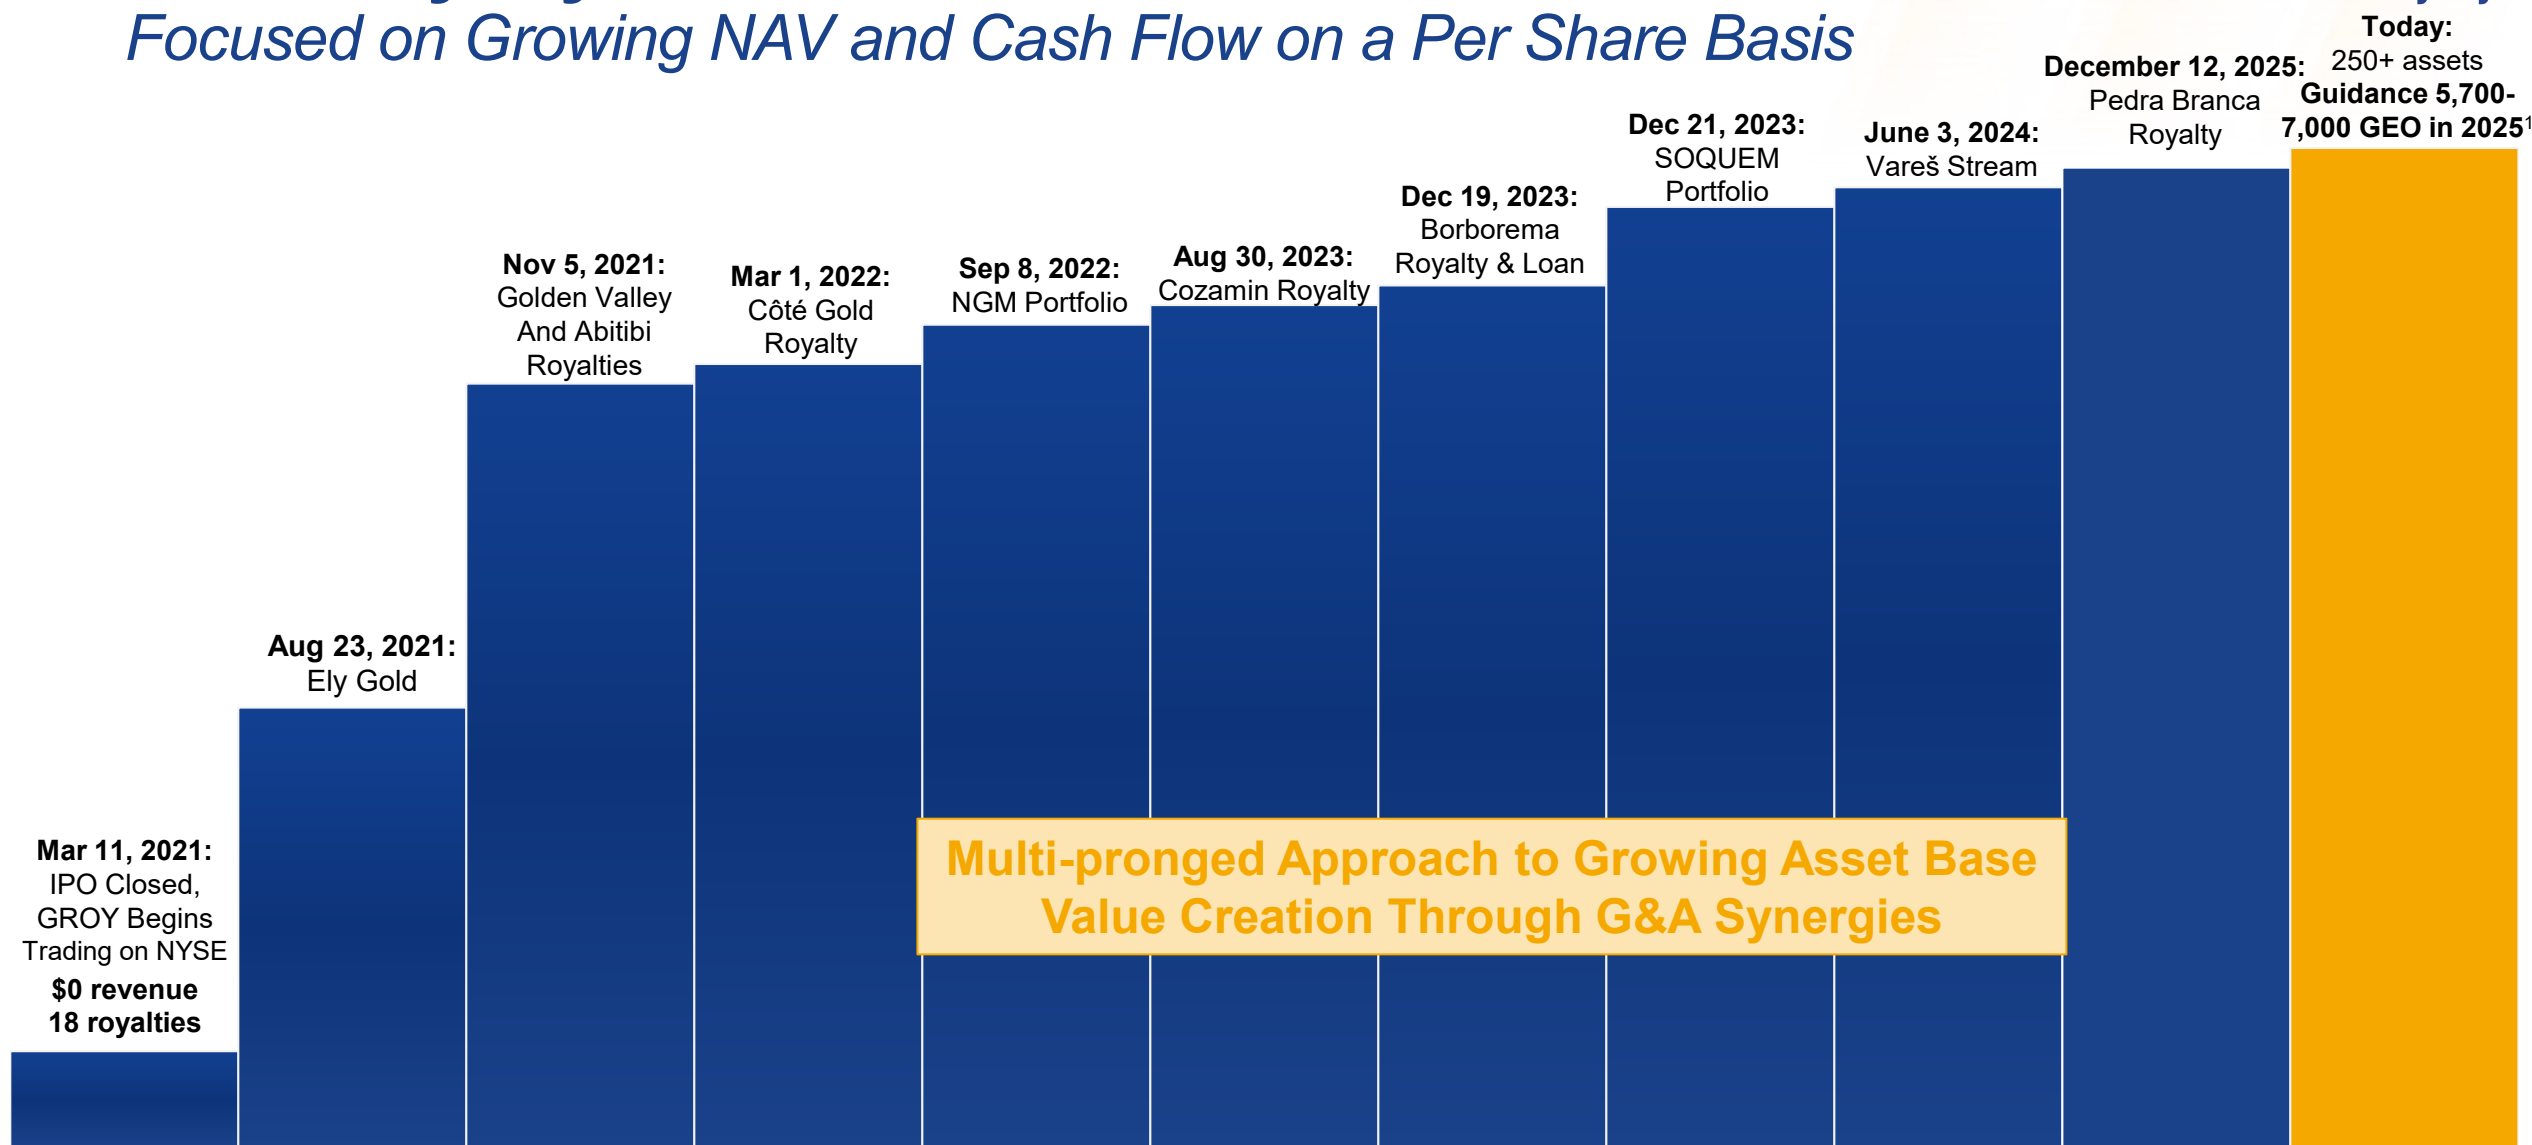 Focused on Growing NAV and Cash Flow on a Per Share Basis
Mar 11, 2021:
IPO Closed,
GROY Begins
Trading on NYSE
$0 revenue
18 royalties
Aug 23, 2021:
Ely Gold
Nov 5, 2021:
Golden Valley
And Abitibi
Royalties
Mar 1, 2022:
Côté Gold
Royalty
Sep 8, 2022:
NGM Portfolio
Aug 30, 2023:
Cozamin Royalty
Dec 19, 2023:
Borborema
Royalty & Loan
Dec 21, 2023:
SOQUEM
Portfolio
June 3, 2024:
Vareš Stream
December 12, 2025:
Pedra Branca
Royalty
Today:
250+ assets
Guidance 5,700-
7,000 GEO in 2025¹
Multi-pronged Approach to Growing Asset Base
Value Creation Through G&A Synergies